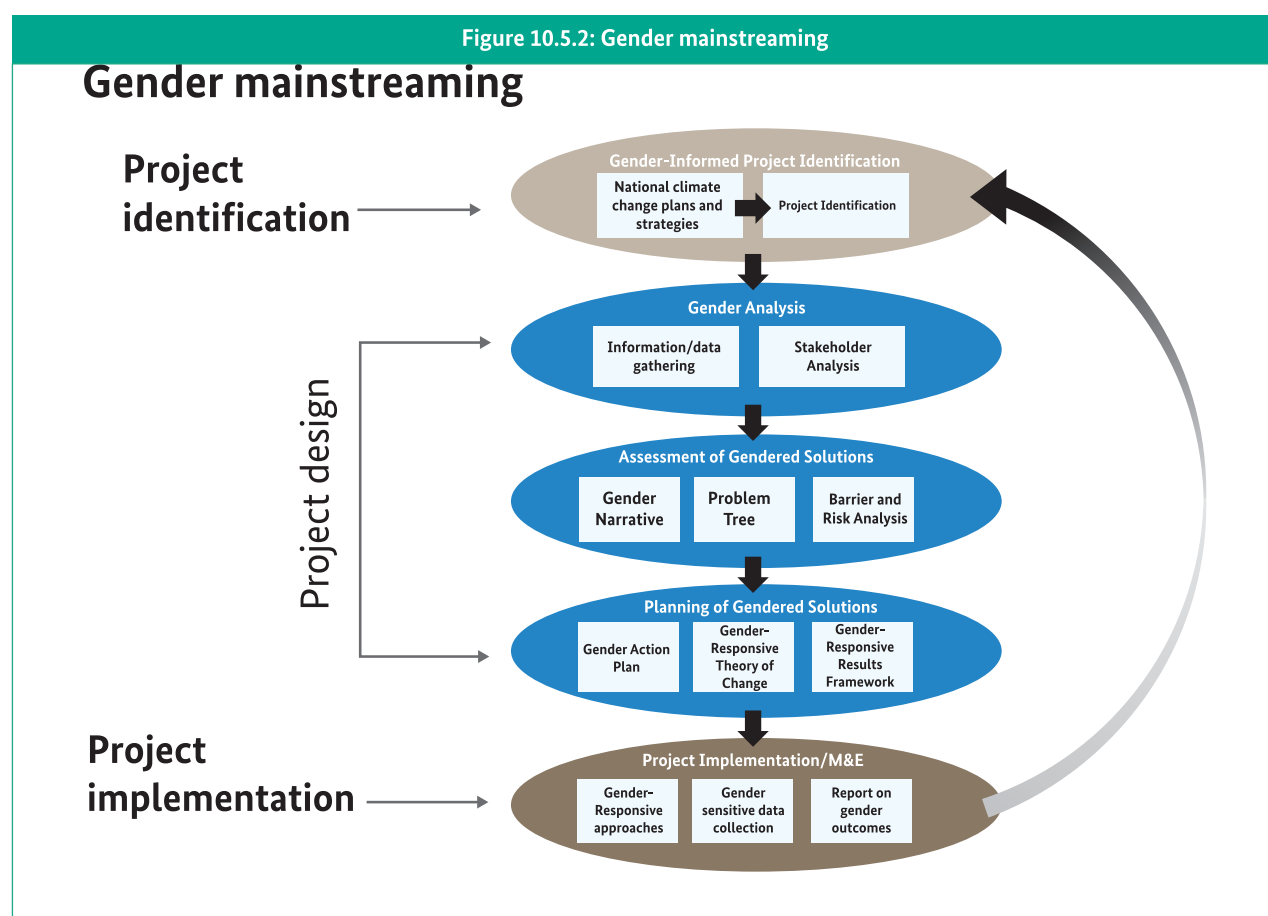 Figure 10.5.2: Gender mainstreaming
Gender mainstreaming
Project
identification
Gender-Informed Project Identification
National climate
change plans and
strategies
Project Identification
Project design
Gender Analysis
Information/data
gathering
Stakeholder
Analysis
Assessment of Gendered Solutions
Gender
Narrative
Problem
Tree
Barrier and
Risk Analysis
Planning of Gendered Solutions
Gender Action
Plan
Gender-
Responsive
Theory of
Change
Gender-
Responsive
Results
Framework
Project
implementation
Project Implementation/M&E
Gender-
Responsive
approaches
Gender
sensitive data
collection
Report on
gender
outcomes